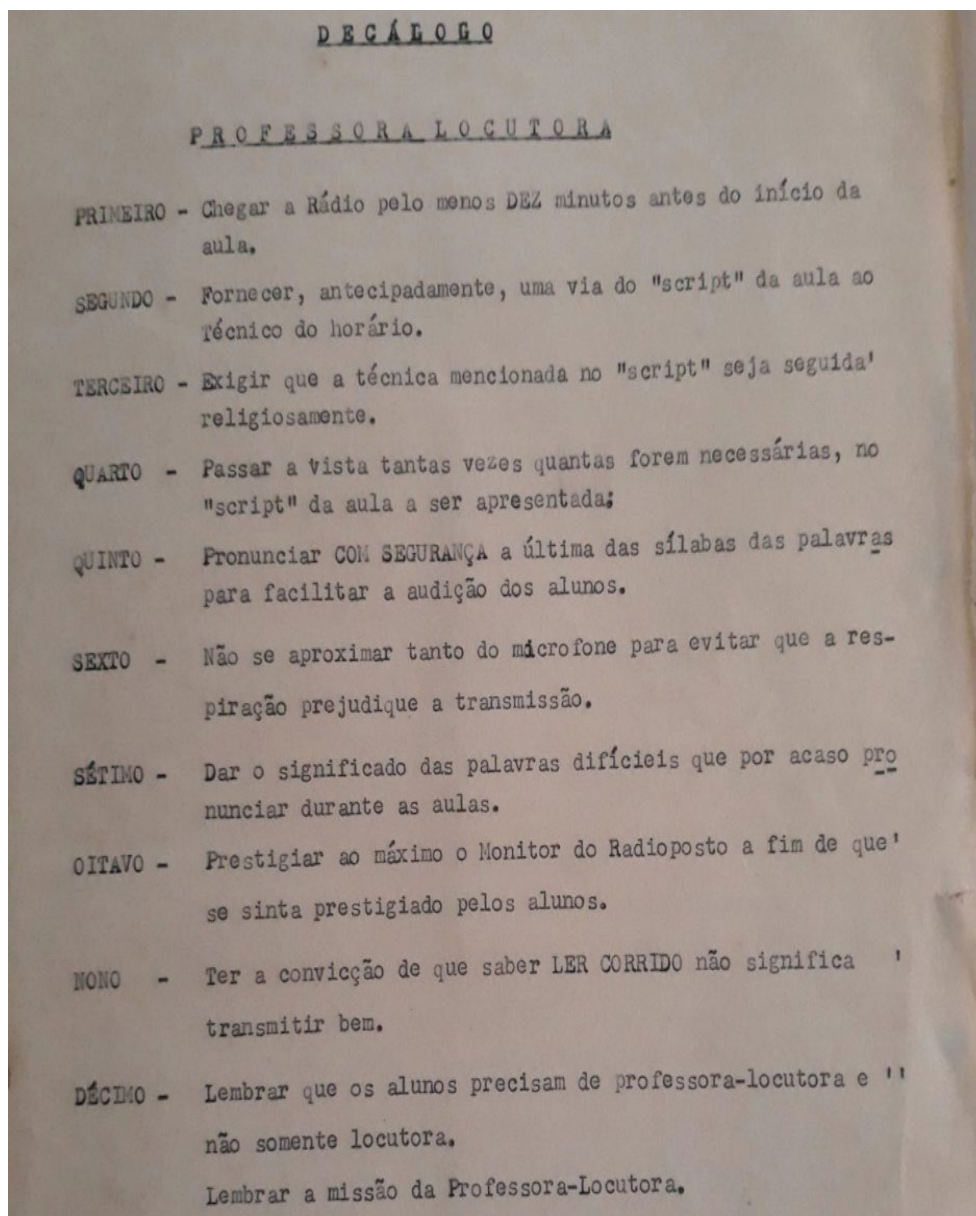 DECÁLOGO
PROFESSORA LOCUTORA
PRIMEIRO - Chegar a Rádio pelo menos DEZ minutos antes do início da
aula.
SEGUNDO - Fornecer, antecipadamente, uma via do "script" da aula ao
Técnico do horário.
TERCEIRO - Exigir que a técnica mencionada no "script" seja seguida'
religiosamente.
QUARTO - Passar a vista tantas vezes quantas forem necessárias, no
"script" da aula a ser apresentada;
QUINTO - Pronunciar COM SEGURANÇA a última das sílabas das palavras
para facilitar a audição dos alunos.
SEXTO - Não se aproximar tanto do microfone para evitar que a res-
piração prejudique a transmissão.
SÉTIMO - Dar o significado das palavras difícieis que por acaso pro
nunciar durante as aulas.
OITAVO - Prestigiar ao máximo o Monitor do Radioposto a fim de que'
se sinta prestigiado pelos alunos.
NONO - Ter a convicção de que saber LER CORRIDO não significa '
transmitir bem.
DÉCIMO - Lembrar que os alunos precisam de professora-locutora e ''
não somente locutora.
Lembrar a missão da Professora-Locutora.